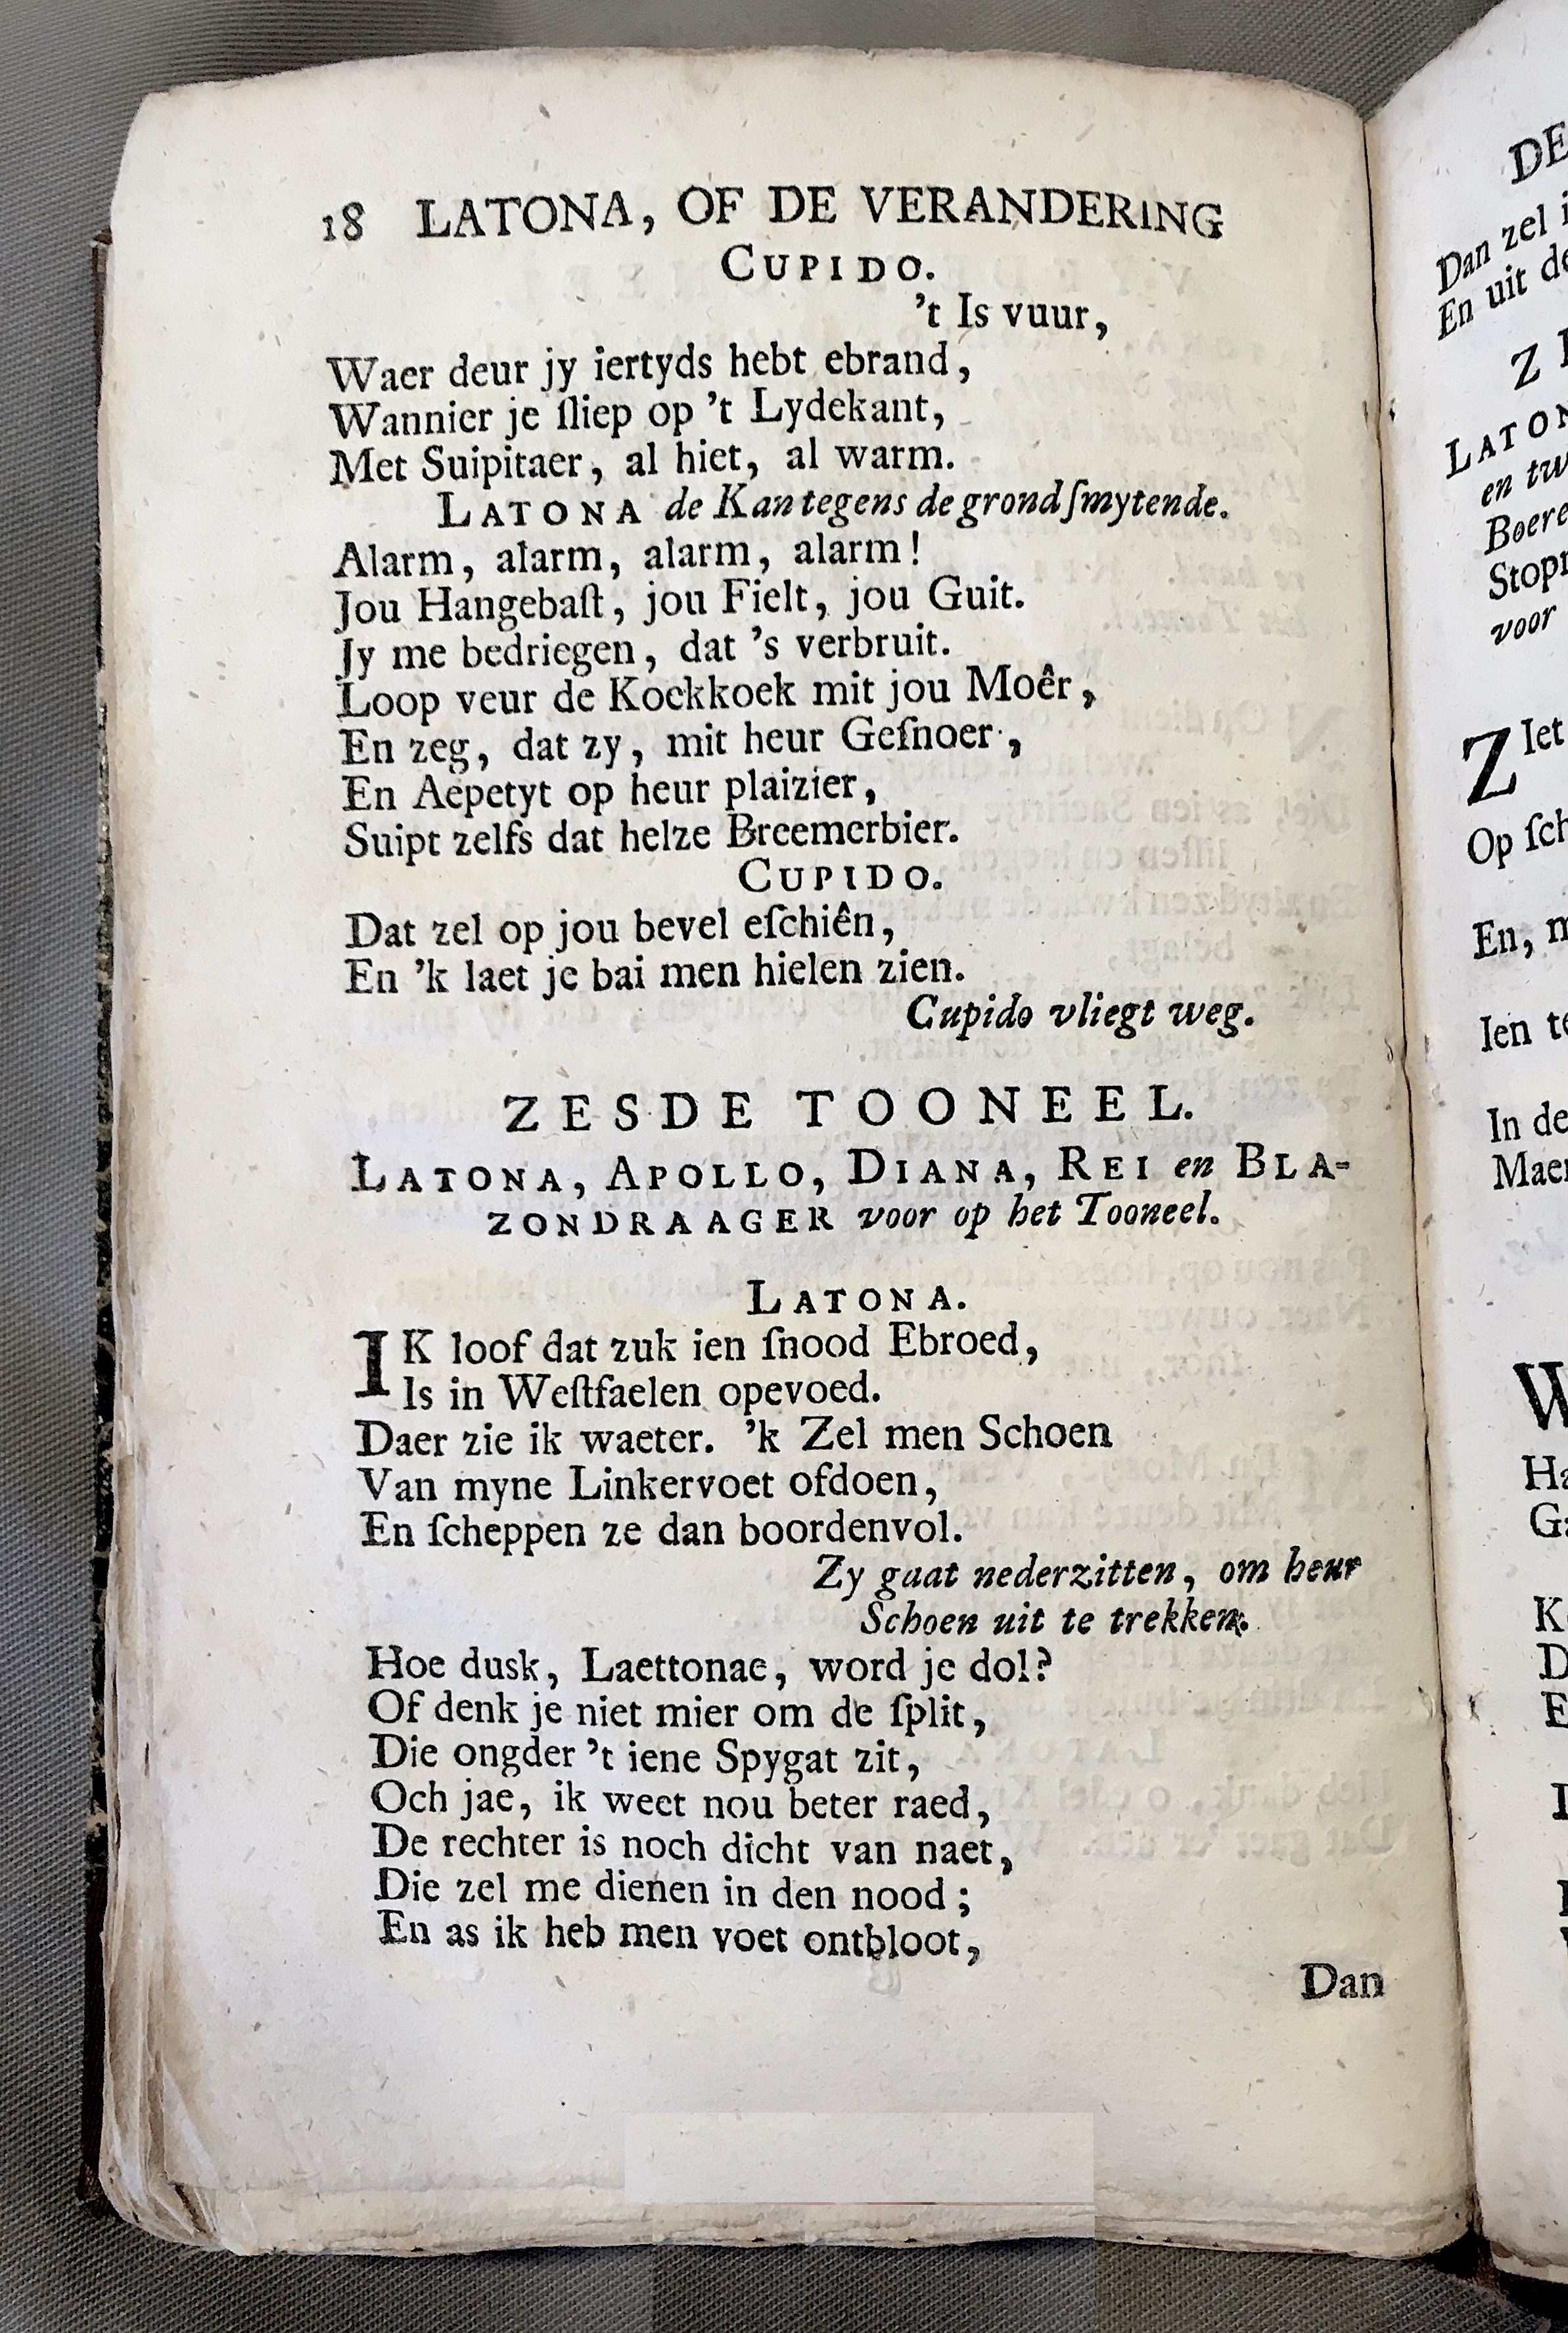 18 LATONA, OF DE VERANDERING
CUPIDO.
't Is vuur,
Waer deur jy iertyds hebt ebrand,
Wannier je ſliep op 't Lydekant,
Met Suipitaer, al hiet, al warm.
LATONA de Kan tegens de grond ſmytende.
Alarm, alarm, alarm, alarm!
Jou Hangebaſt, jou Fielt, jou Guit.
Jy me bedriegen, dat 's verbruit.
Loop veur de Koekkoek mit jou Moêr,
En zeg, dat zy, mit heur Geſnoer,
En Aepetyt op heur plaizier,
Suipt zelfs dat helze Breemerbier.
CUPIDO.
Dat zel op jou bevel eſchiên,
En 'k laet je bai men hielen zien.
Cupido vliegt weg.
ZESDE TOONEEL.
LATONA, APOLLO, DIANA, REI en BLA-
ZONDRAAGER voor op het Tooneel.
LATONA.
IK loof dat zuk ien ſnood Ebroed,
Is in Weſtfaelen opevoed.
Daer zie ik waeter. 'k Zel men Schoen
Van myne Linkervoet ofdoen,
En ſcheppen ze dan boordenvol.
Zy gaat nederzitten, om heur
Schoen uit te trekken.
Hoe dusk, Laettonae, word je dol?
Of denk je niet mier om de ſplit,
Die ongder 't iene Spygat zit,
Och jae, ik weet nou beter raed,
De rechter is noch dicht van naet,
Die zel me dienen in den nood;
En as ik heb men voet ontbloot,
Dan
DE
Dan zel
En uit
LATON
en
Boere
voor
ZIet
Op
En,
Ien
In de